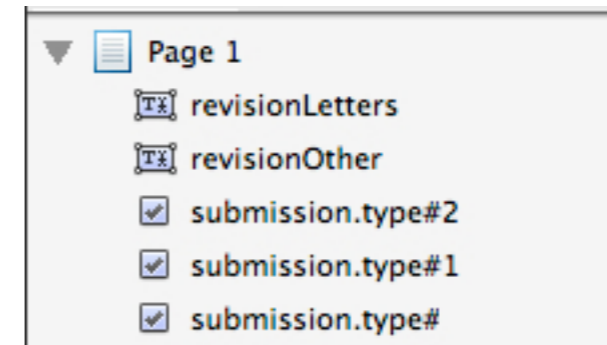 Page 1
revisionLetters
revisionOther
submission.type#2
submission.type#1
submission.type#